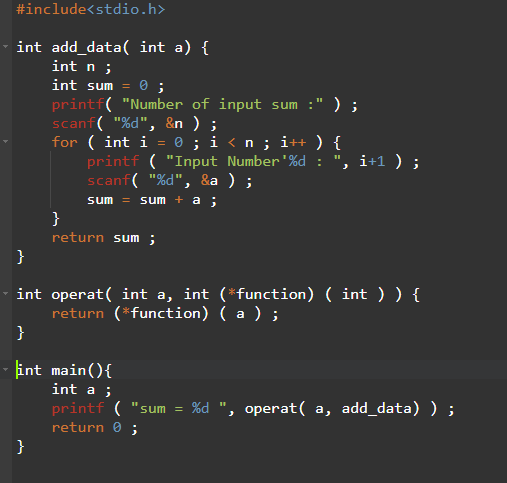 #include<stdio.h>
int add_data( int a) {
int n ;
int sum = 0 ;
printf( "Number of input sum :" ) ;
scanf( "%d", &n ) ;
for ( int i = 0 ; i < n ; i++ ) {
printf ( "Input Number'%d : ", i+1 ) ;
scanf( "%d", &a ) ;
sum = sum + a ;
}
return sum ;
}
int operat( int a, int (*function) ( int ) ) {
return (*function) ( a ) ;
}
int main(){
int a ;
printf ( "sum = %d ", operat( a, add_data) ) ;
return 0 ;
}